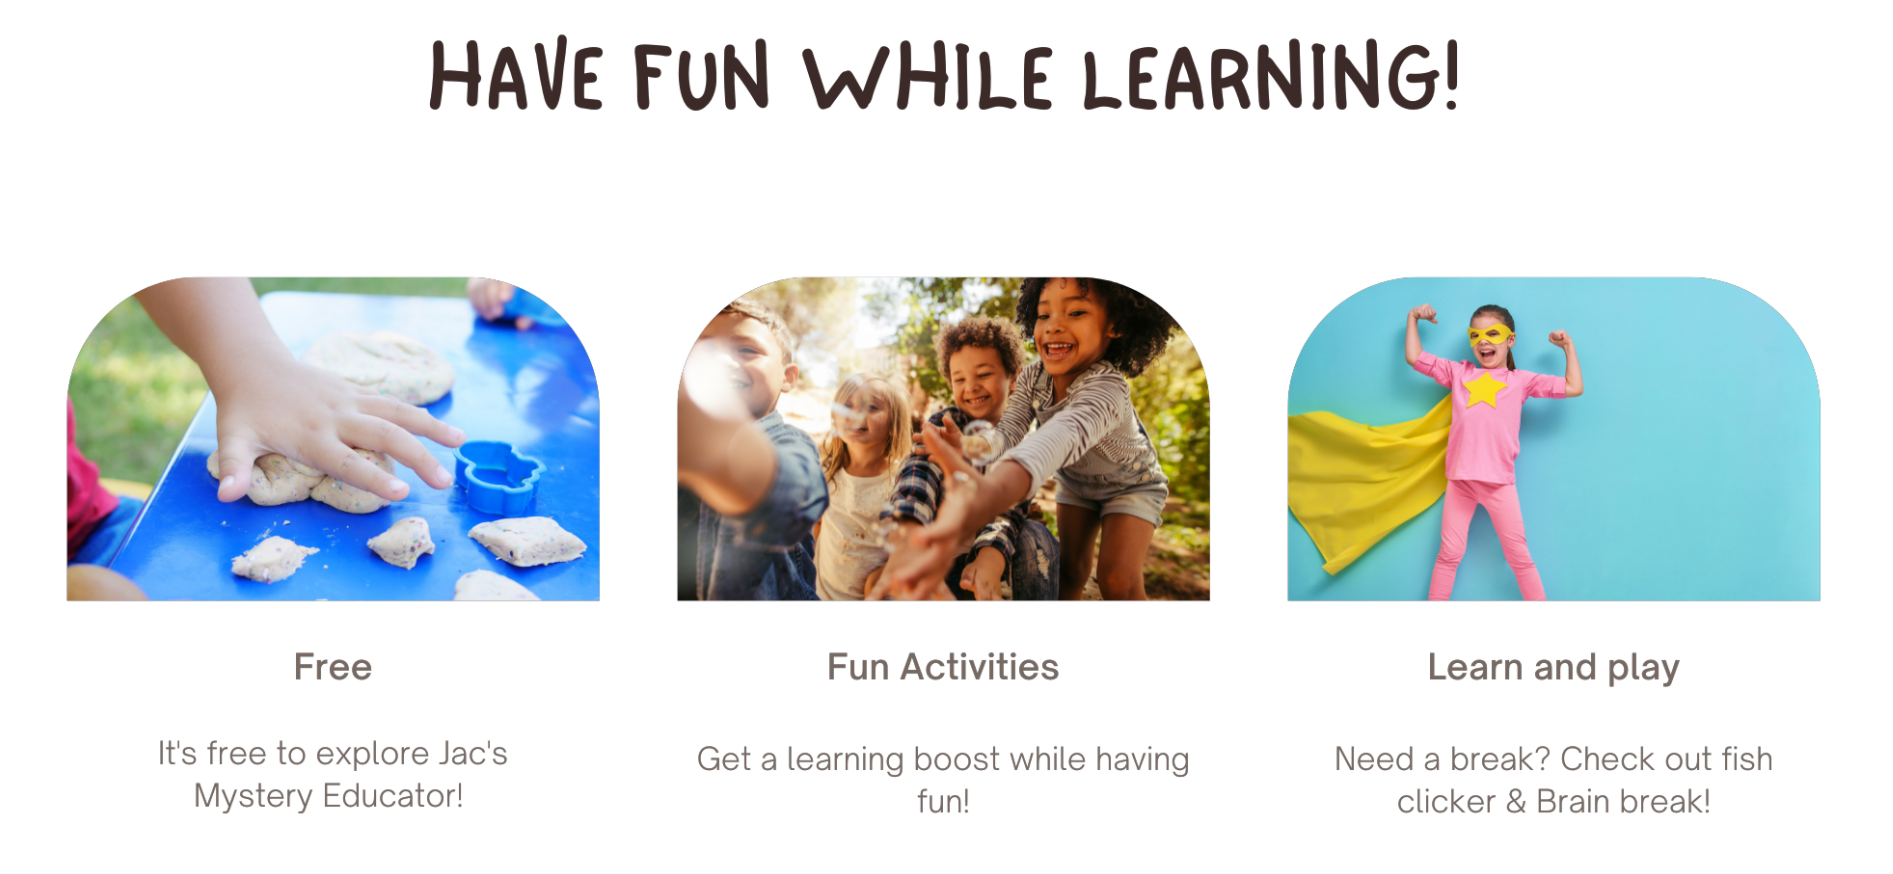 HAVE FUN WHILE LEARNING!
Free
It's free to explore Jac's
Mystery Educator!
Fun Activities
Get a learning boost while having
fun!
Learn and play
Need a break? Check out fish
clicker & Brain break!